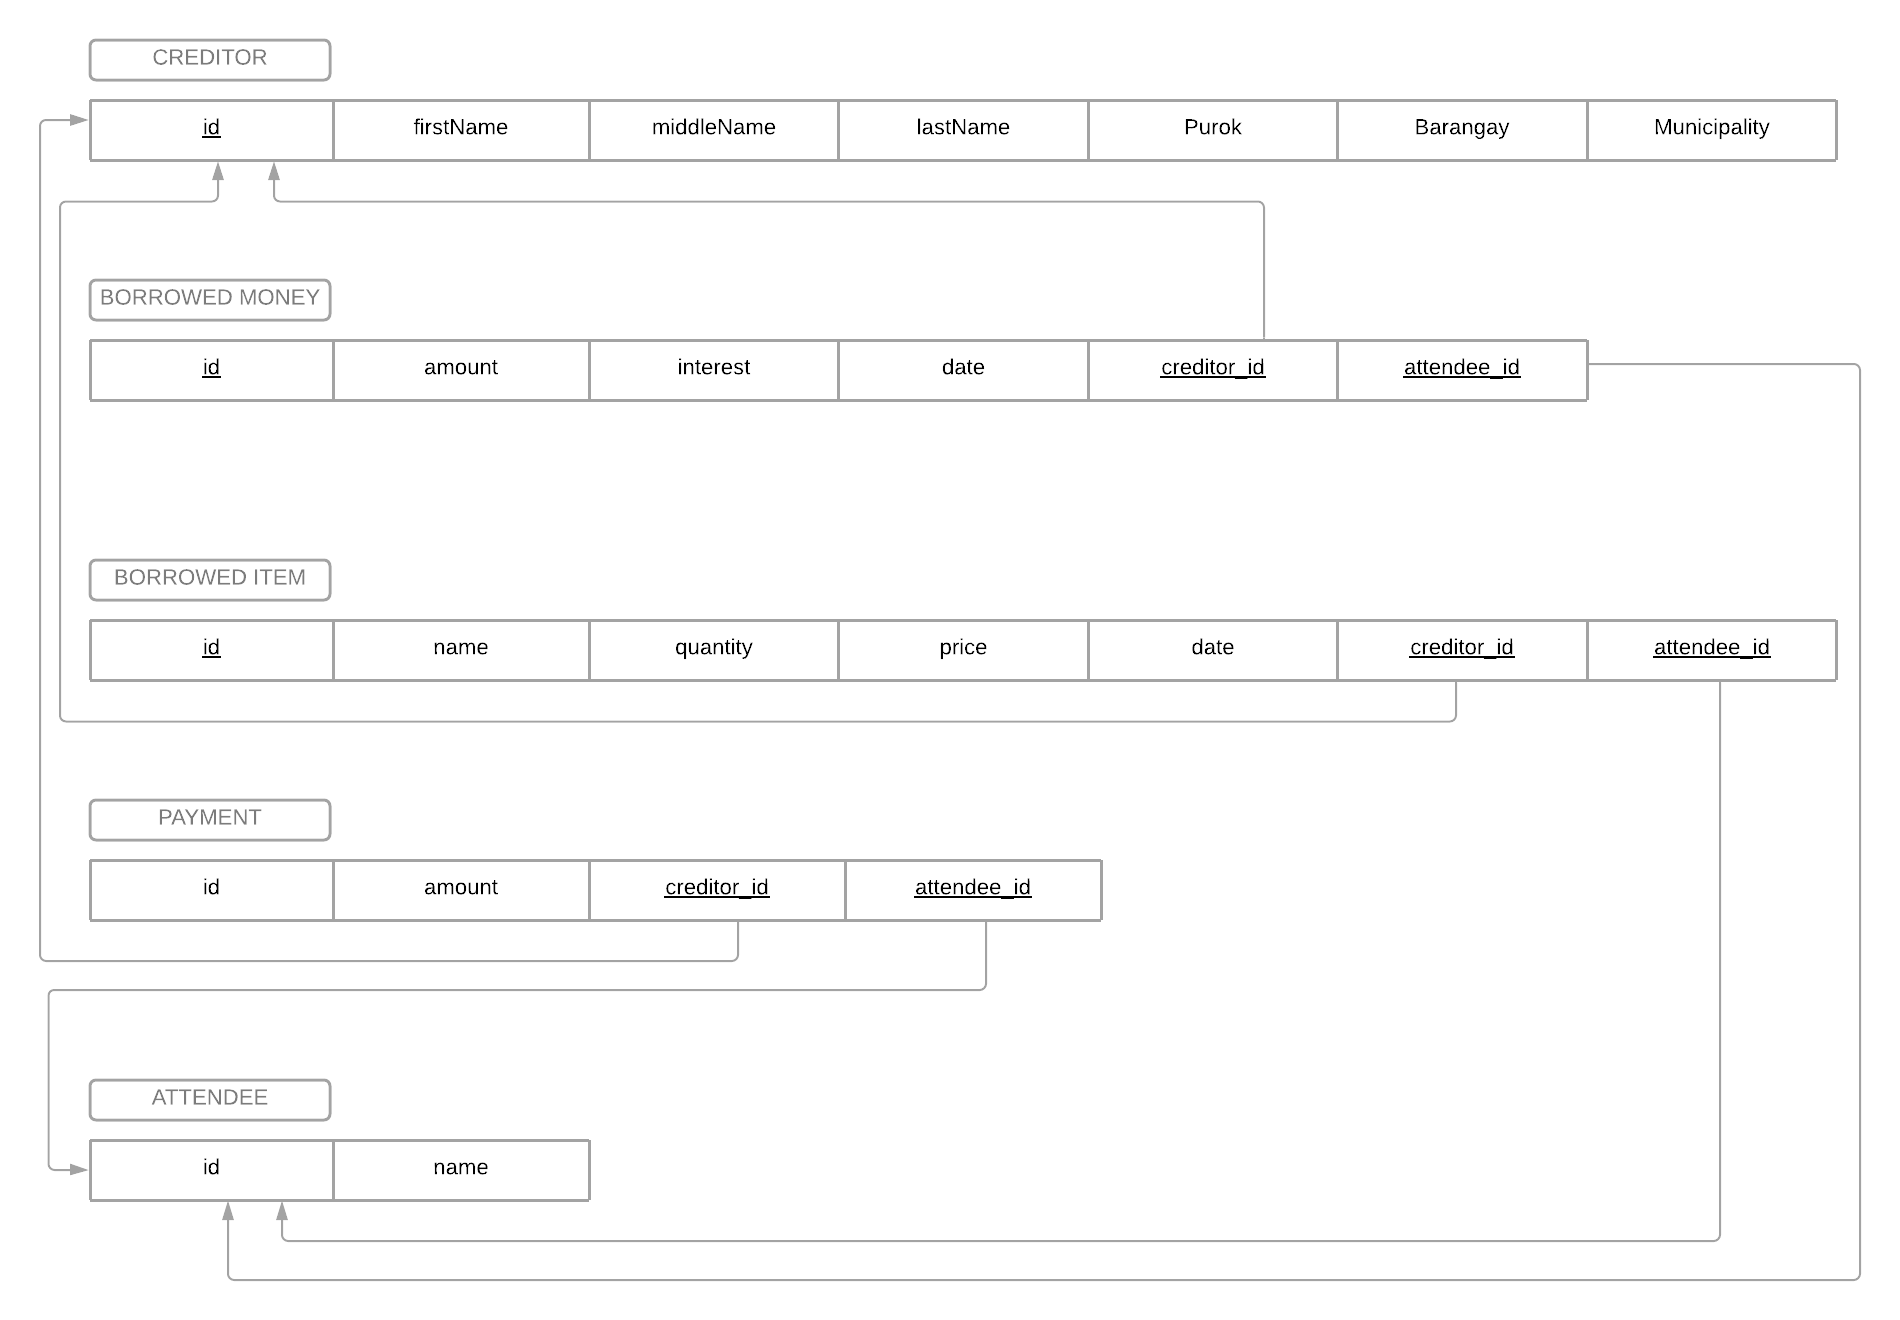 CREDITOR
id firstName middleName lastName Purok Barangay Municipality
BORROWED MONEY
id amount interest date creditor_id attendee_id
BORROWED ITEM
id name quantity price date creditor_id attendee_id
PAYMENT
id amount creditor_id attendee_id
ATTENDEE
id name